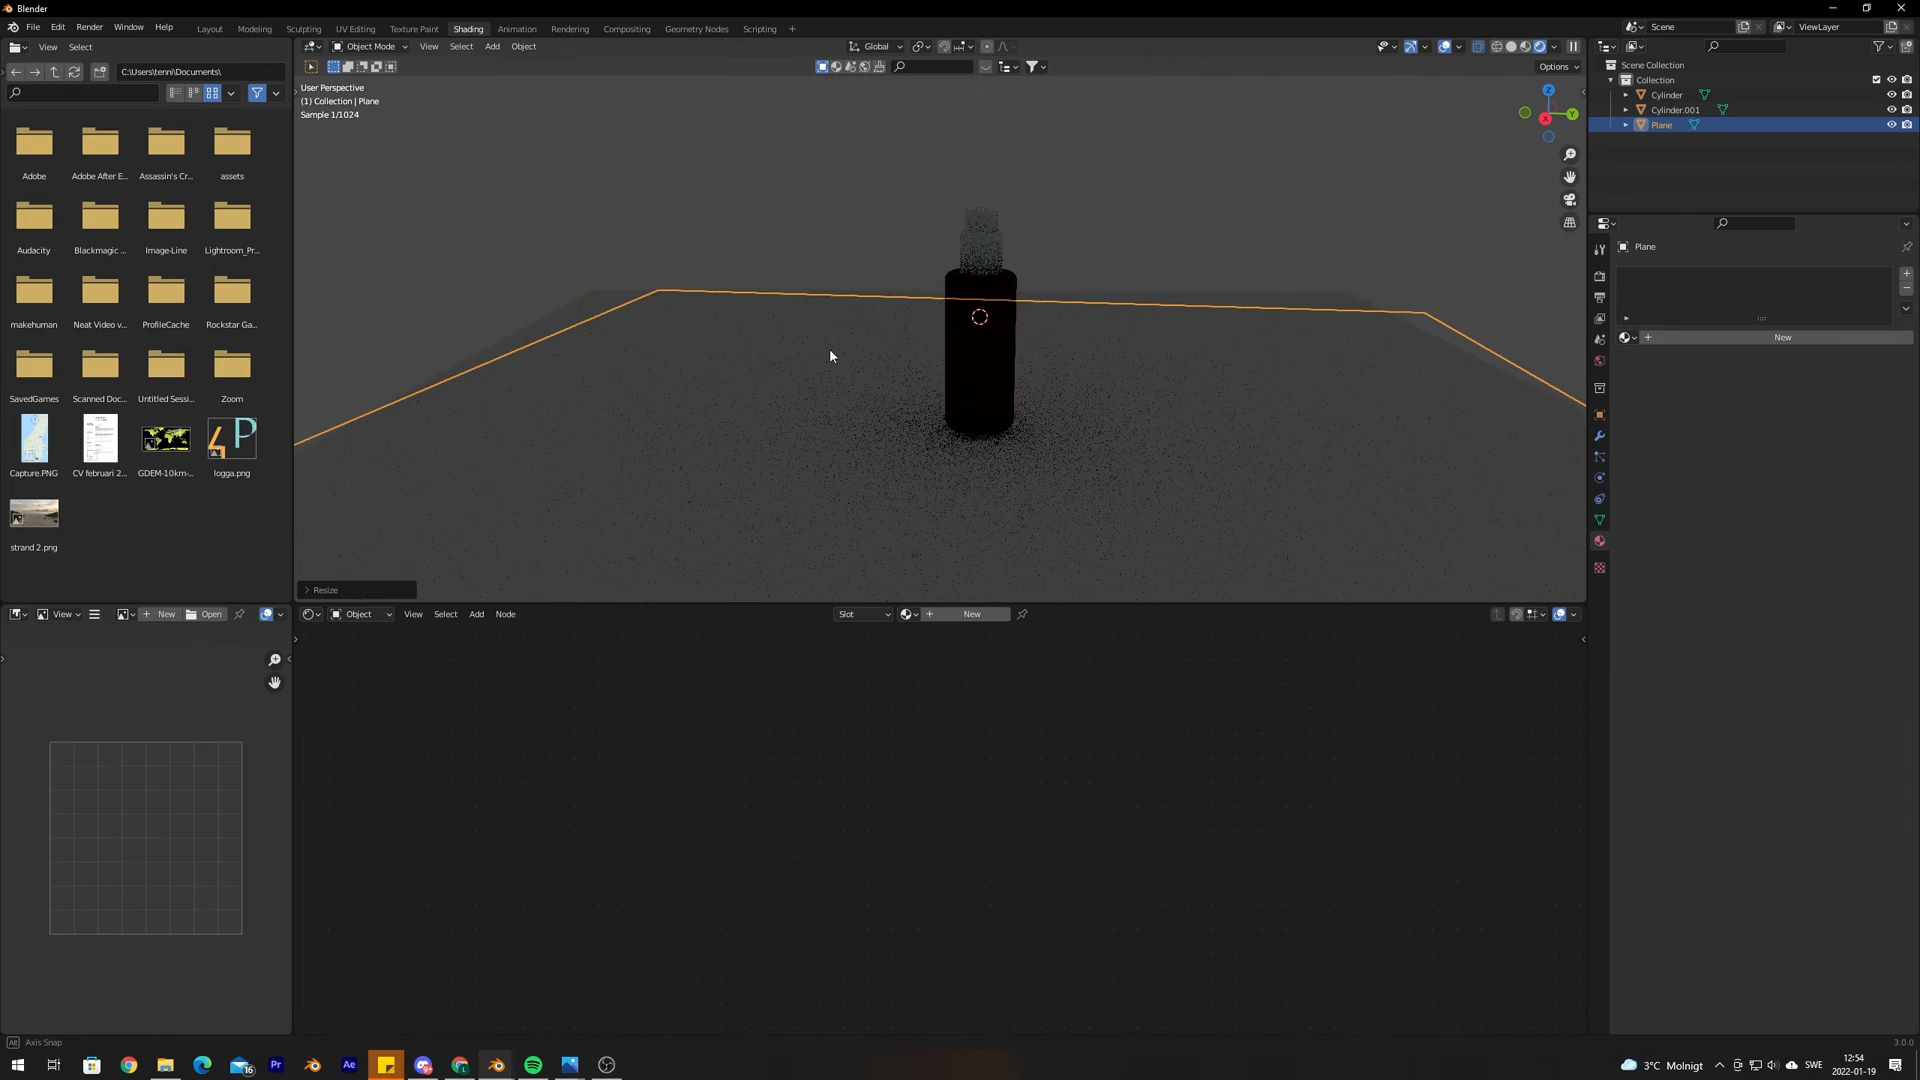 Blender
File Edit Render Window Help Layout Modeling Sculpting UV Editing Texture Paint Shading Animation Rendering Compositing Geometry Nodes Scripting + Scene ViewLayer
View Select Object Mode View Select Add Object Global
C:\Users\tenni\Documents\ Options
User Perspective
(1) Collection | Plane
Sample 1/1024
Z
Y
X
Scene Collection
Collection
Cylinder
Cylinder.001
Plane
Adobe Adobe After E... Assassin's Cr... assets
Audacity Blackmagic ... Image-Line Lightroom_Pr...
makehuman Neat Video v... ProfileCache Rockstar Ga...
SavedGames Scanned Doc... Untitled Sessi... Zoom
Capture.PNG CV februari 2... GDEM-10km-... logga.png
strand 2.png
Plane
New
Resize
View New Open Object View Select Add Node Slot New
Alt Axis Snap 3.0.0
16 Pr Ae 3°C Molnigt SWE 12:54
2022-01-19